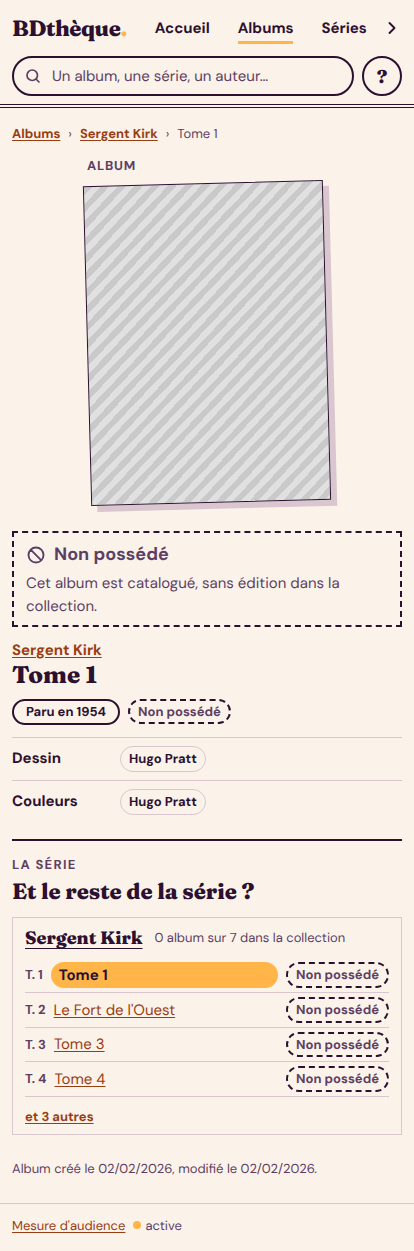 BDthèque.
Accueil Albums Séries
Un album, une série, un auteur… ?
Albums › Sergent Kirk › Tome 1
ALBUM
Non possédé
Cet album est catalogué, sans édition dans la
collection.
Sergent Kirk
Tome 1
Paru en 1954 Non possédé
Dessin Hugo Pratt
Couleurs Hugo Pratt
LA SÉRIE
Et le reste de la série ?
Sergent Kirk 0 album sur 7 dans la collection
T. 1 Tome 1 Non possédé
T. 2 Le Fort de l'Ouest Non possédé
T. 3 Tome 3 Non possédé
T. 4 Tome 4 Non possédé
et 3 autres
Album créé le 02/02/2026, modifié le 02/02/2026.
Mesure d'audience active